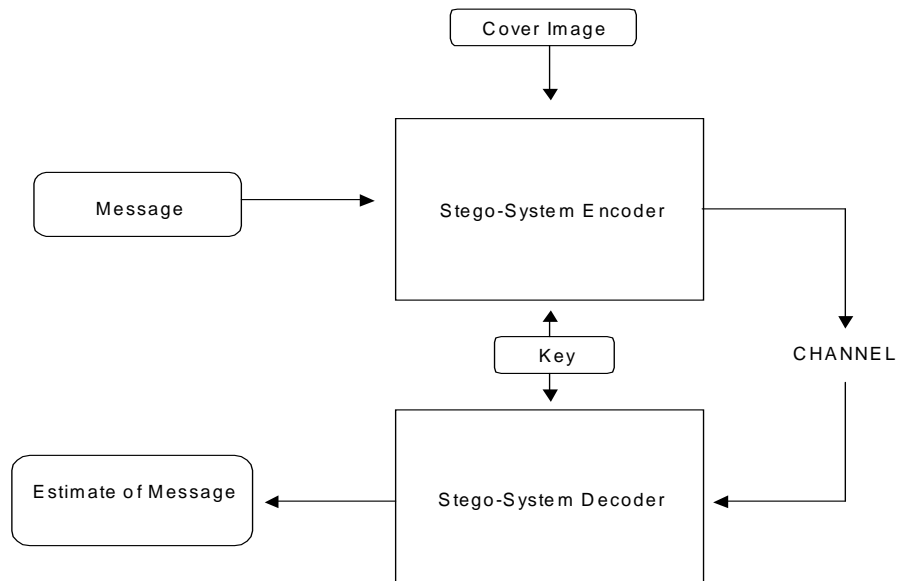 Cover Image
Message
Stego-System Encoder
Key
CHANNEL
Estimate of Message
Stego-System Decoder